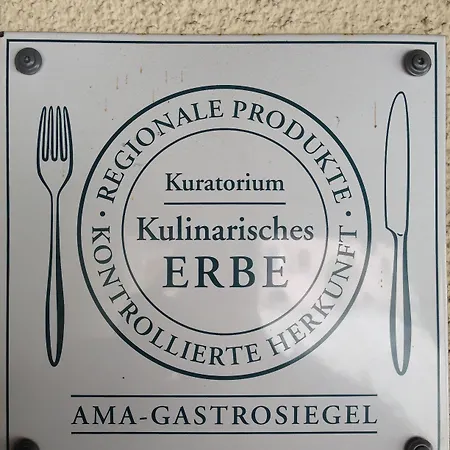 · REGIONALE PRODUKTE ·
Kuratorium
Kulinarisches
ERBE
KONTROLLIERTE HERKUNFT
AMA-GASTROSIEGEL